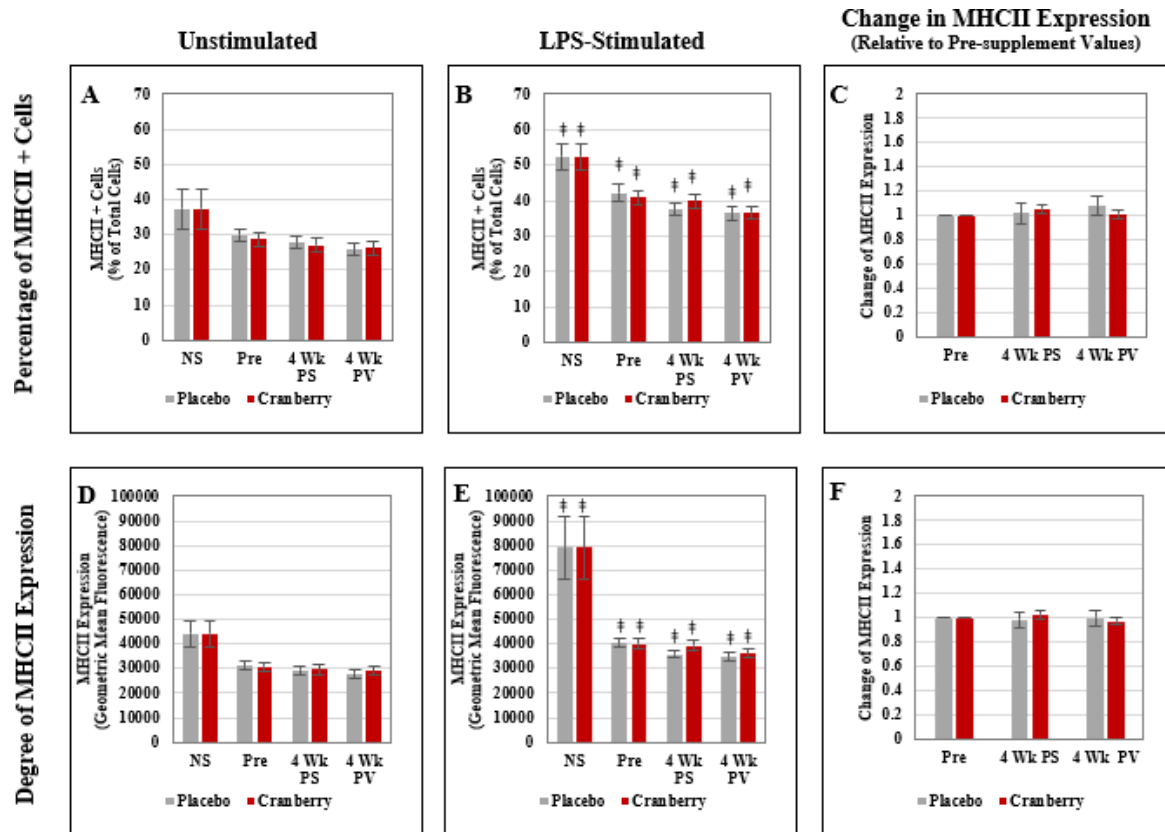 Unstimulated
LPS-Stimulated
Change in MHCII Expression
(Relative to Pre-supplement Values)
Percentage of MHCII + Cells
A
MHCII + Cells
(% of Total Cells)
70
60
50
40
30
20
10
0
NS Pre 4 Wk PS 4 Wk PV
Placebo Cranberry
B
MHCII + Cells
(% of Total Cells)
70
60
50
40
30
20
10
0
‡ ‡ ‡ ‡ ‡ ‡ ‡ ‡
NS Pre 4 Wk PS 4 Wk PV
Placebo Cranberry
C
Change of MHCII Expression
2
1.8
1.6
1.4
1.2
1
0.8
0.6
0.4
0.2
0
Pre 4 Wk PS 4 Wk PV
Placebo Cranberry
Degree of MHCII Expression
D
MHCII Expression
(Geometric Mean Fluorescence)
100000
90000
80000
70000
60000
50000
40000
30000
20000
10000
0
NS Pre 4 Wk PS 4 Wk PV
Placebo Cranberry
E
MHCII Expression
(Geometric Mean Fluorescence)
100000
90000
80000
70000
60000
50000
40000
30000
20000
10000
0
‡ ‡ ‡ ‡ ‡ ‡ ‡ ‡
NS Pre 4 Wk PS 4 Wk PV
Placebo Cranberry
F
Change of MHCII Expression
2
1.8
1.6
1.4
1.2
1
0.8
0.6
0.4
0.2
0
Pre 4 Wk PS 4 Wk PV
Placebo Cranberry